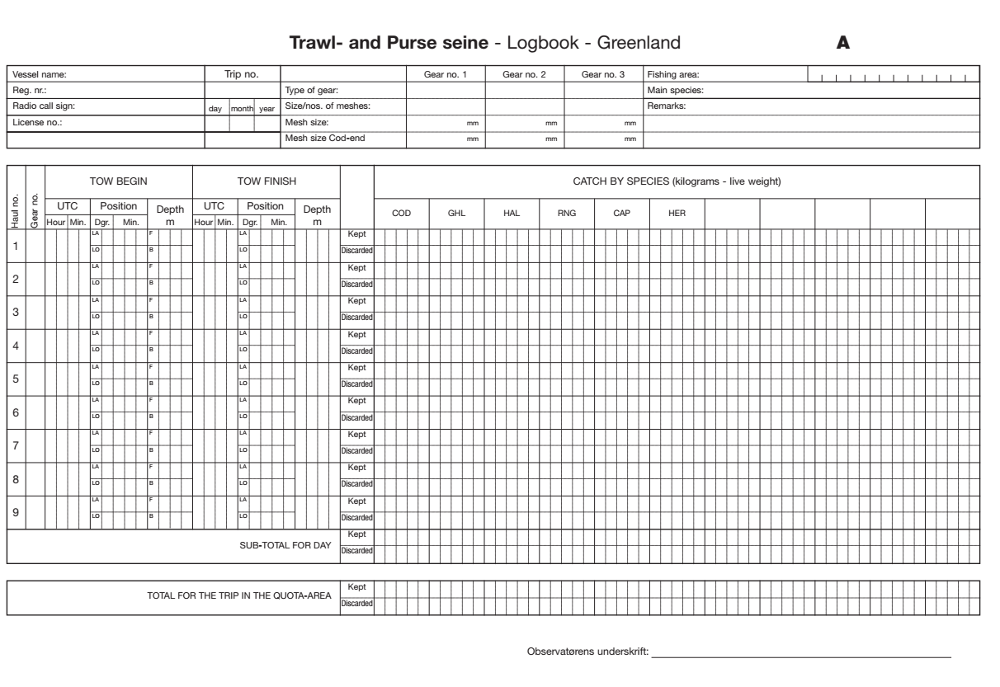 Trawl- and Purse seine - Logbook - Greenland A
Vessel name: Trip no. Gear no. 1 Gear no. 2 Gear no. 3 Fishing area:
Reg. nr.: Type of gear: Main species:
Radio call sign: day month year Size/nos. of meshes: Remarks:
License no.: Mesh size: mm mm mm
Mesh size Cod-end mm mm mm
Haul no. Gear no. TOW BEGIN TOW FINISH CATCH BY SPECIES (kilograms - live weight)
UTC Position Depth m UTC Position Depth m COD GHL HAL RNG CAP HER
Hour Min. Dgr. Min. Hour Min. Dgr. Min.
1 LA F LA Kept
LO B LO Discarded
2 LA F LA Kept
LO B LO Discarded
3 LA F LA Kept
LO B LO Discarded
4 LA F LA Kept
LO B LO Discarded
5 LA F LA Kept
LO B LO Discarded
6 LA F LA Kept
LO B LO Discarded
7 LA F LA Kept
LO B LO Discarded
8 LA F LA Kept
LO B LO Discarded
9 LA F LA Kept
LO B LO Discarded
SUB-TOTAL FOR DAY Kept
Discarded
TOTAL FOR THE TRIP IN THE QUOTA-AREA Kept
Discarded
Observatørens underskrift: